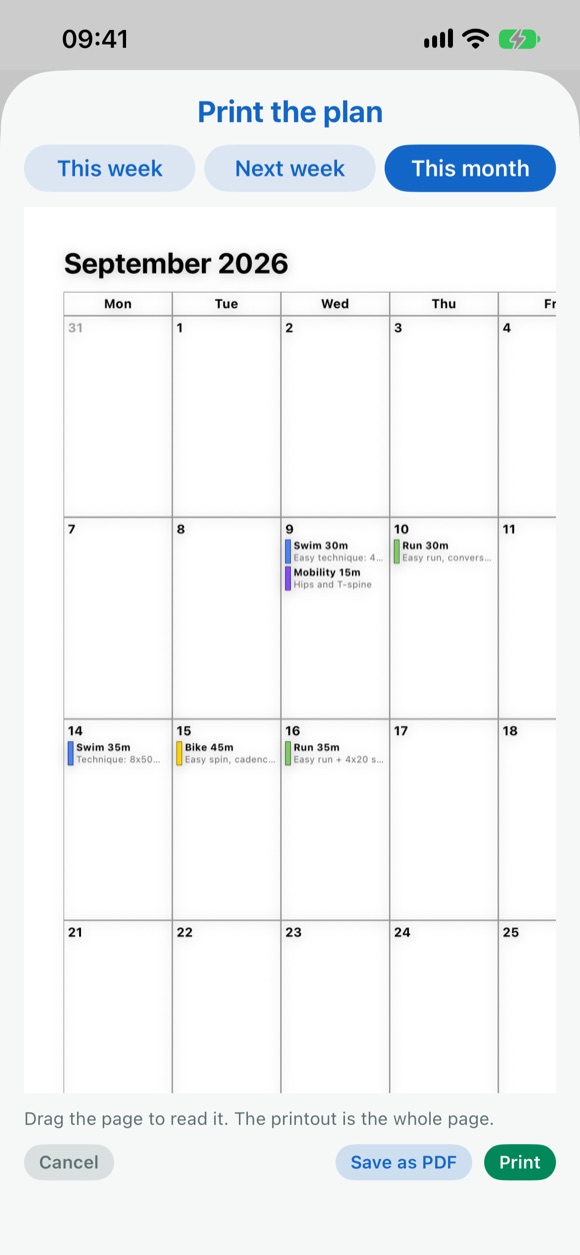 09:41
Print the plan
This week Next week This month
September 2026
Mon Tue Wed Thu Fr
31 1 2 3 4
7 8 9 10 11
Swim 30m Run 30m
Easy technique: 4... Easy run, convers...
Mobility 15m
Hips and T-spine
14 15 16 17 18
Swim 35m Bike 45m Run 35m
Technique: 8x50... Easy spin, cadenc... Easy run + 4x20 s...
21 22 23 24 25
Drag the page to read it. The printout is the whole page.
Cancel Save as PDF Print